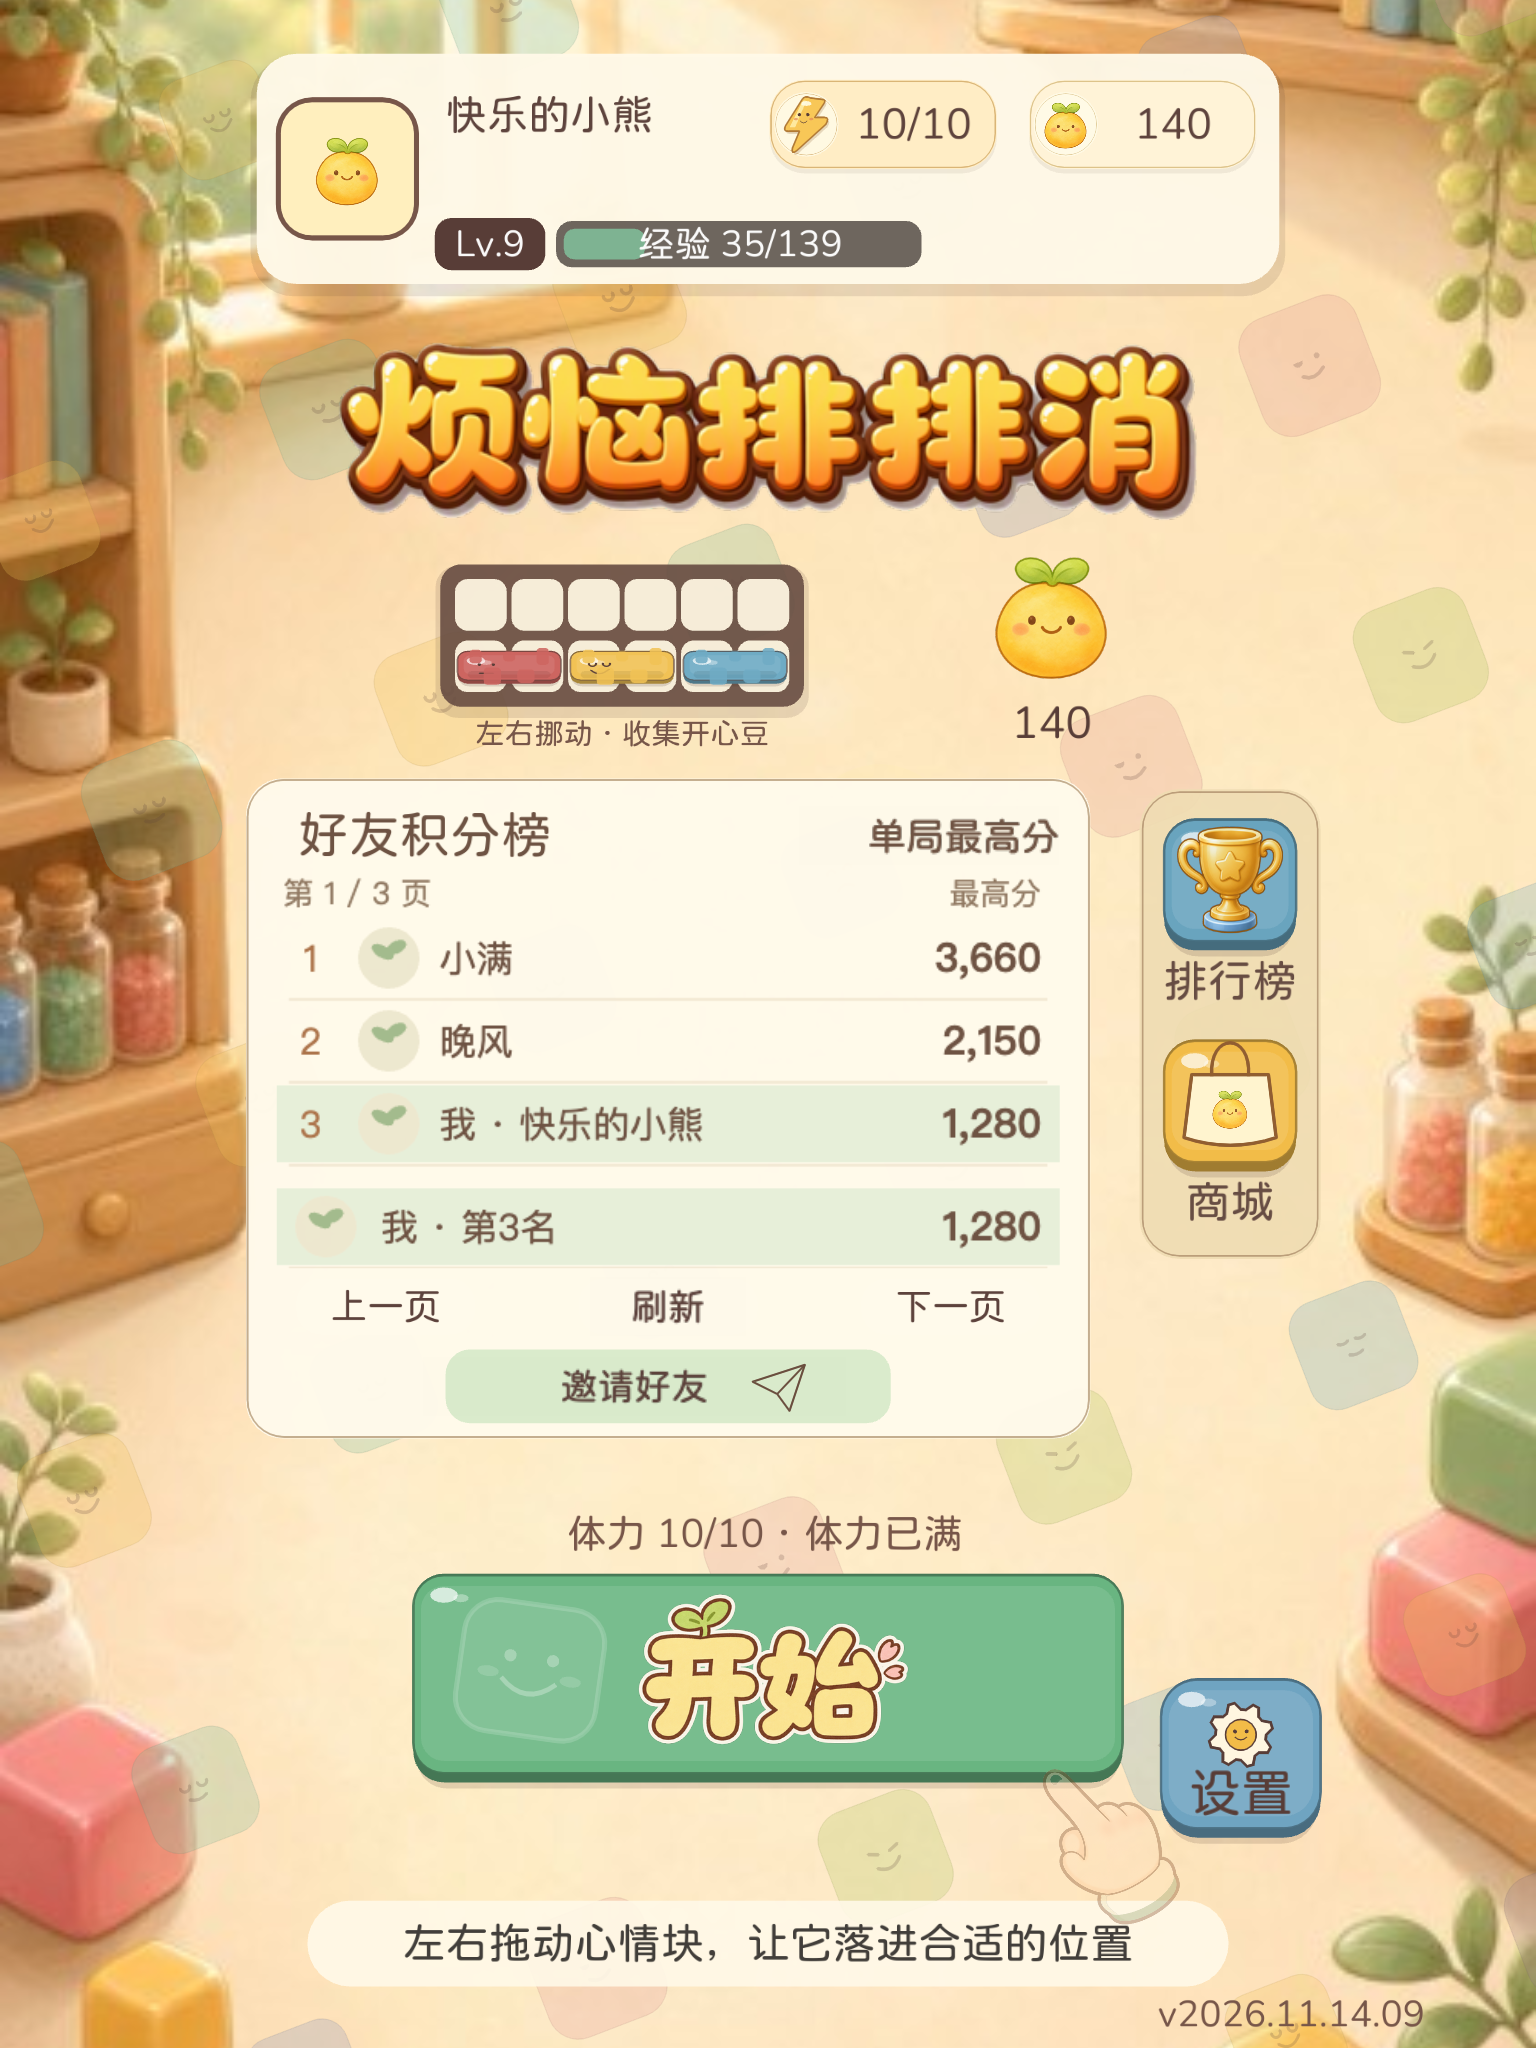 快乐的小熊
10/10
140
Lv.9
经验 35/139
烦恼排排消
左右挪动 · 收集开心豆
140
好友积分榜
单局最高分
第 1 / 3 页
最高分
1 小满 3,660
2 晚风 2,150
3 我 · 快乐的小熊 1,280
我 · 第3名 1,280
上一页 刷新 下一页
邀请好友
排行榜
商城
体力 10/10 · 体力已满
开始
设置
左右拖动心情块，让它落进合适的位置
v2026.11.14.09